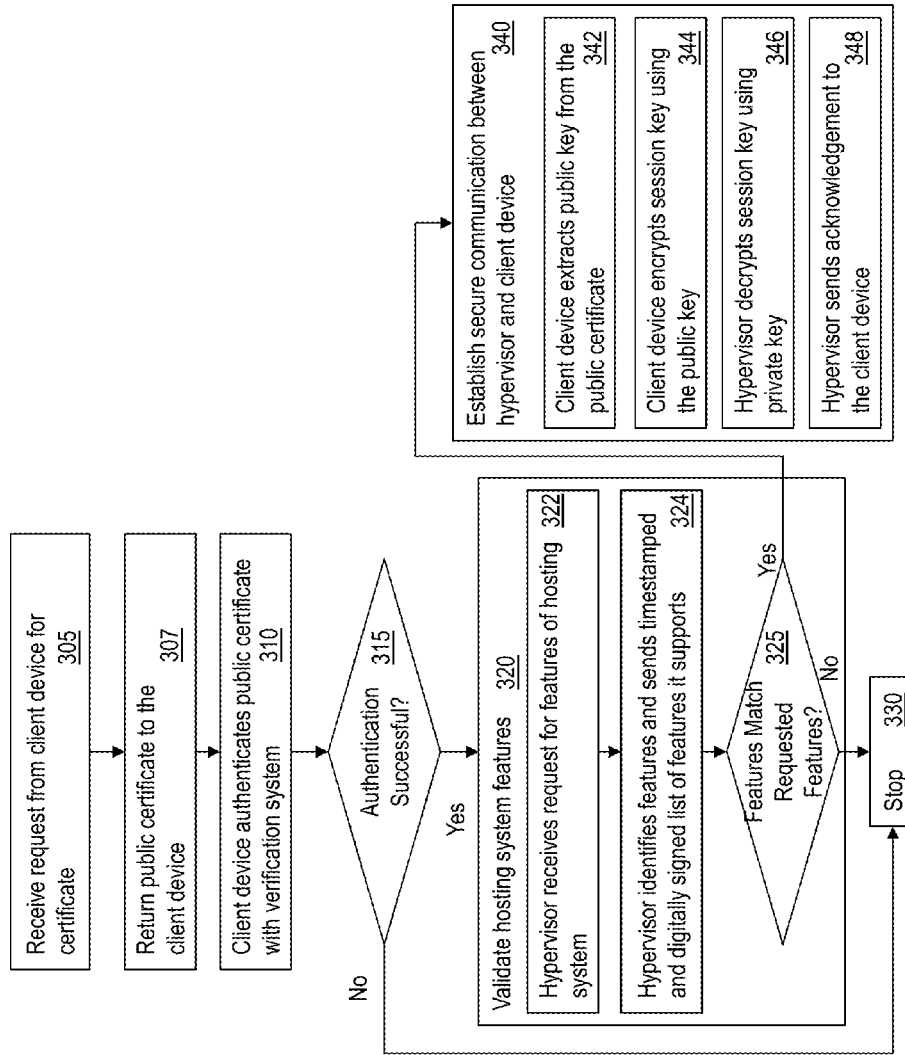 Receive request from client device for
certificate
305
Return public certificate to the
client device
307
Client device authenticates public certificate
with verification system
310
315
Authentication
Successful?
No
Yes
Validate hosting system features
320
Hypervisor receives request for features of hosting
system
322
Hypervisor identifies features and sends timestamped
and digitally signed list of features it supports
324
Features Match
Requested
Features?
325
Yes
No
Stop
330
Establish secure communication between
hypervisor and client device
340
Client device extracts public key from the
public certificate
342
Client device encrypts session key using
the public key
344
Hypervisor decrypts session key using
private key
346
Hypervisor sends acknowledgement to
the client device
348